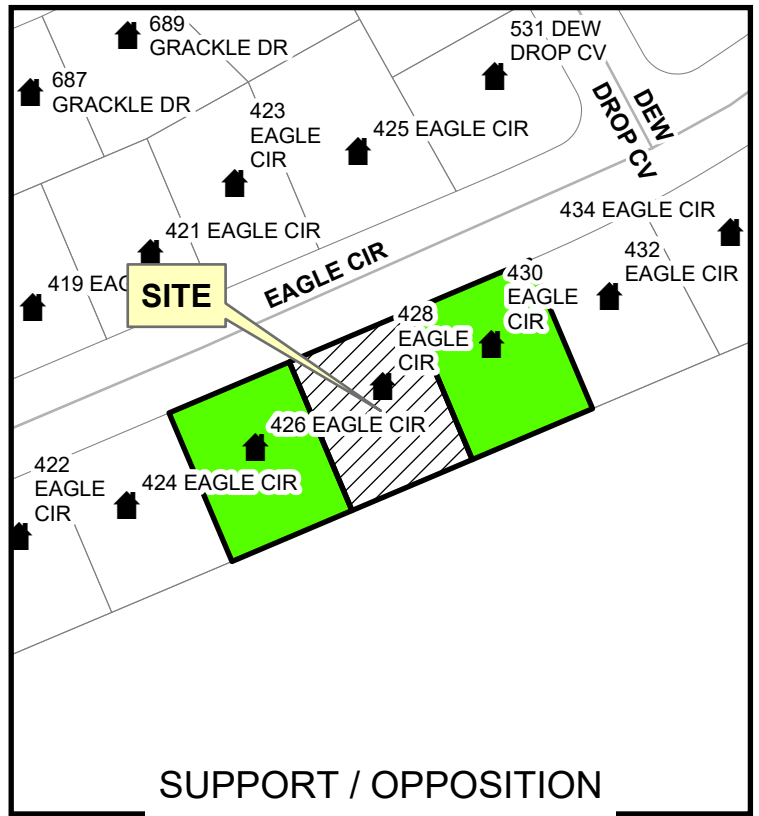 689
GRACKLE DR
531 DEW
DROP CV
687
GRACKLE DR
423
EAGLE
CIR
425 EAGLE CIR
DEW
DROP CV
421 EAGLE CIR
434 EAGLE CIR
432
EAGLE CIR
EAGLE CIR
419
SITE
430
EAGLE
CIR
428
EAGLE
CIR
426 EAGLE CIR
424 EAGLE CIR
422
EAGLE
CIR
SUPPORT / OPPOSITION